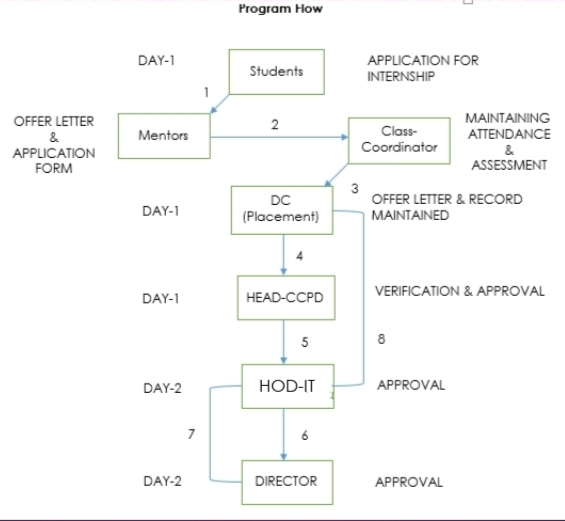 Program Flow
DAY-1
Students
APPLICATION FOR
INTERNSHIP
1
OFFER LETTER
&
APPLICATION
FORM
Mentors
2
Class-
Coordinator
MAINTAINING
ATTENDANCE
&
ASSESSMENT
3
DAY-1
DC
(Placement)
OFFER LETTER & RECORD
MAINTAINED
4
DAY-1
HEAD-CCPD
VERIFICATION & APPROVAL
5
8
DAY-2
HOD-IT
APPROVAL
7
6
DAY-2
DIRECTOR
APPROVAL